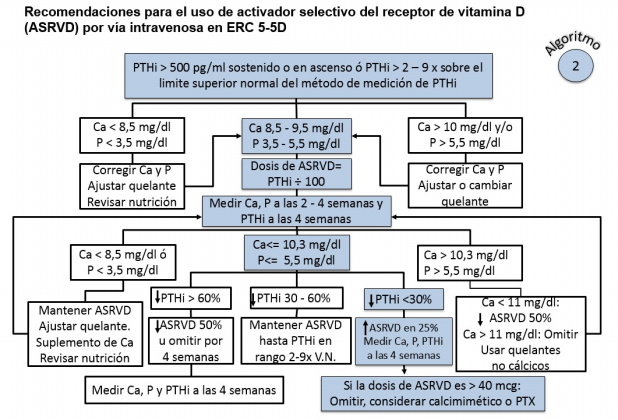 Recomendaciones para el uso de activador selectivo del receptor de vitamina D
(ASRVD) por vía intravenosa en ERC 5-5D
Algoritmo
2
PTHi > 500 pg/ml sostenido o en ascenso ó PTHi > 2 – 9 x sobre el
limite superior normal del método de medición de PTHi
Ca < 8,5 mg/dl
P < 3,5 mg/dl
Ca 8,5 - 9,5 mg/dl
P 3,5 - 5,5 mg/dl
Ca > 10 mg/dl y/o
P > 5,5 mg/dl
Corregir Ca y P
Ajustar quelante
Revisar nutrición
Dosis de ASRVD=
PTHi ÷ 100
Corregir Ca y P
Ajustar o cambiar
quelante
Medir Ca, P a las 2 - 4 semanas y
PTHi a las 4 semanas
Ca < 8,5 mg/dl ó
P < 3,5 mg/dl
Ca<= 10,3 mg/dl
P<= 5,5 mg/dl
Ca > 10,3 mg/dl
P > 5,5 mg/dl
Mantener ASRVD
Ajustar quelante.
Suplemento de Ca
Revisar nutrición
↓PTHi > 60%
↓PTHi 30 - 60%
↓PTHi <30%
↓ASRVD 50%
u omitir por
4 semanas
Mantener ASRVD
hasta PTHi en
rango 2-9x V.N.
↑ASRVD en 25%
Medir Ca, P, PTHi
a las 4 semanas
Ca < 11 mg/dl:
↓ ASRVD 50%
Ca > 11 mg/dl: Omitir
Usar quelantes
no cálcicos
Medir Ca, P y PTHi a las 4 semanas
Si la dosis de ASRVD es > 40 mcg:
Omitir, considerar calcimimético o PTX